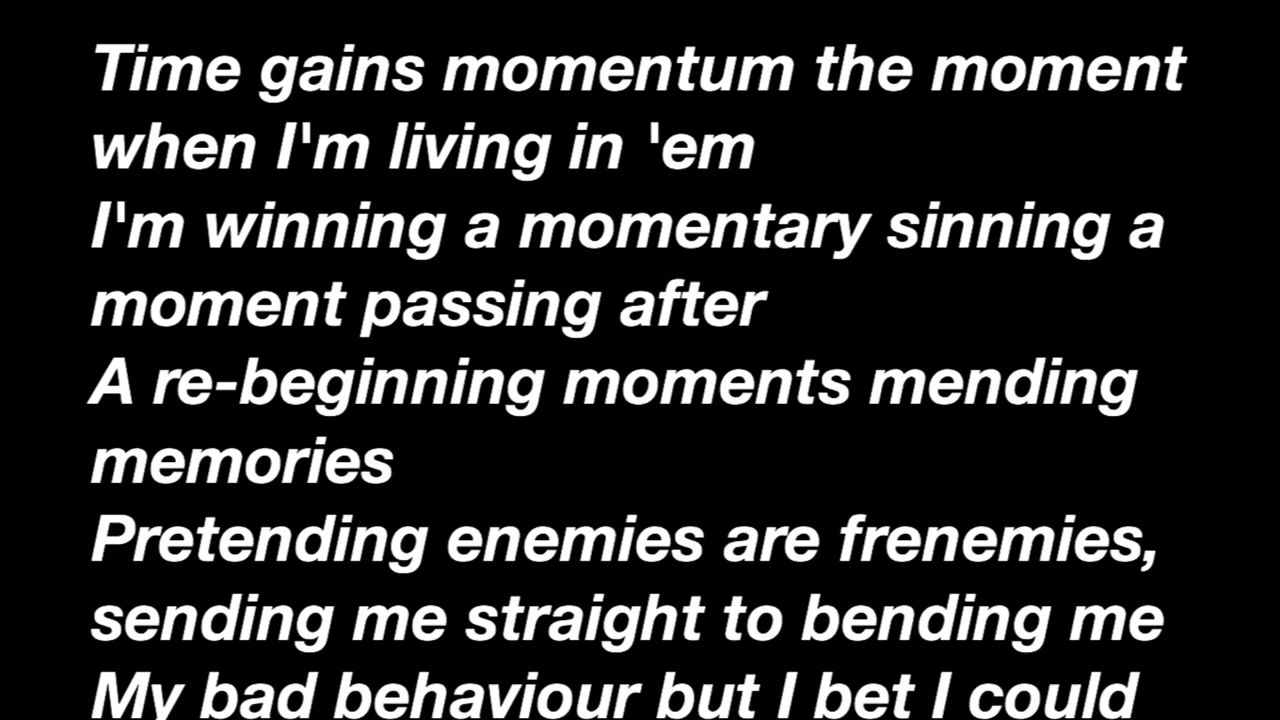 Time gains momentum the moment
when I'm living in 'em
I'm winning a momentary sinning a
moment passing after
A re-beginning moments mending
memories
Pretending enemies are frenemies,
sending me straight to bending me
My bad behaviour but I bet I could